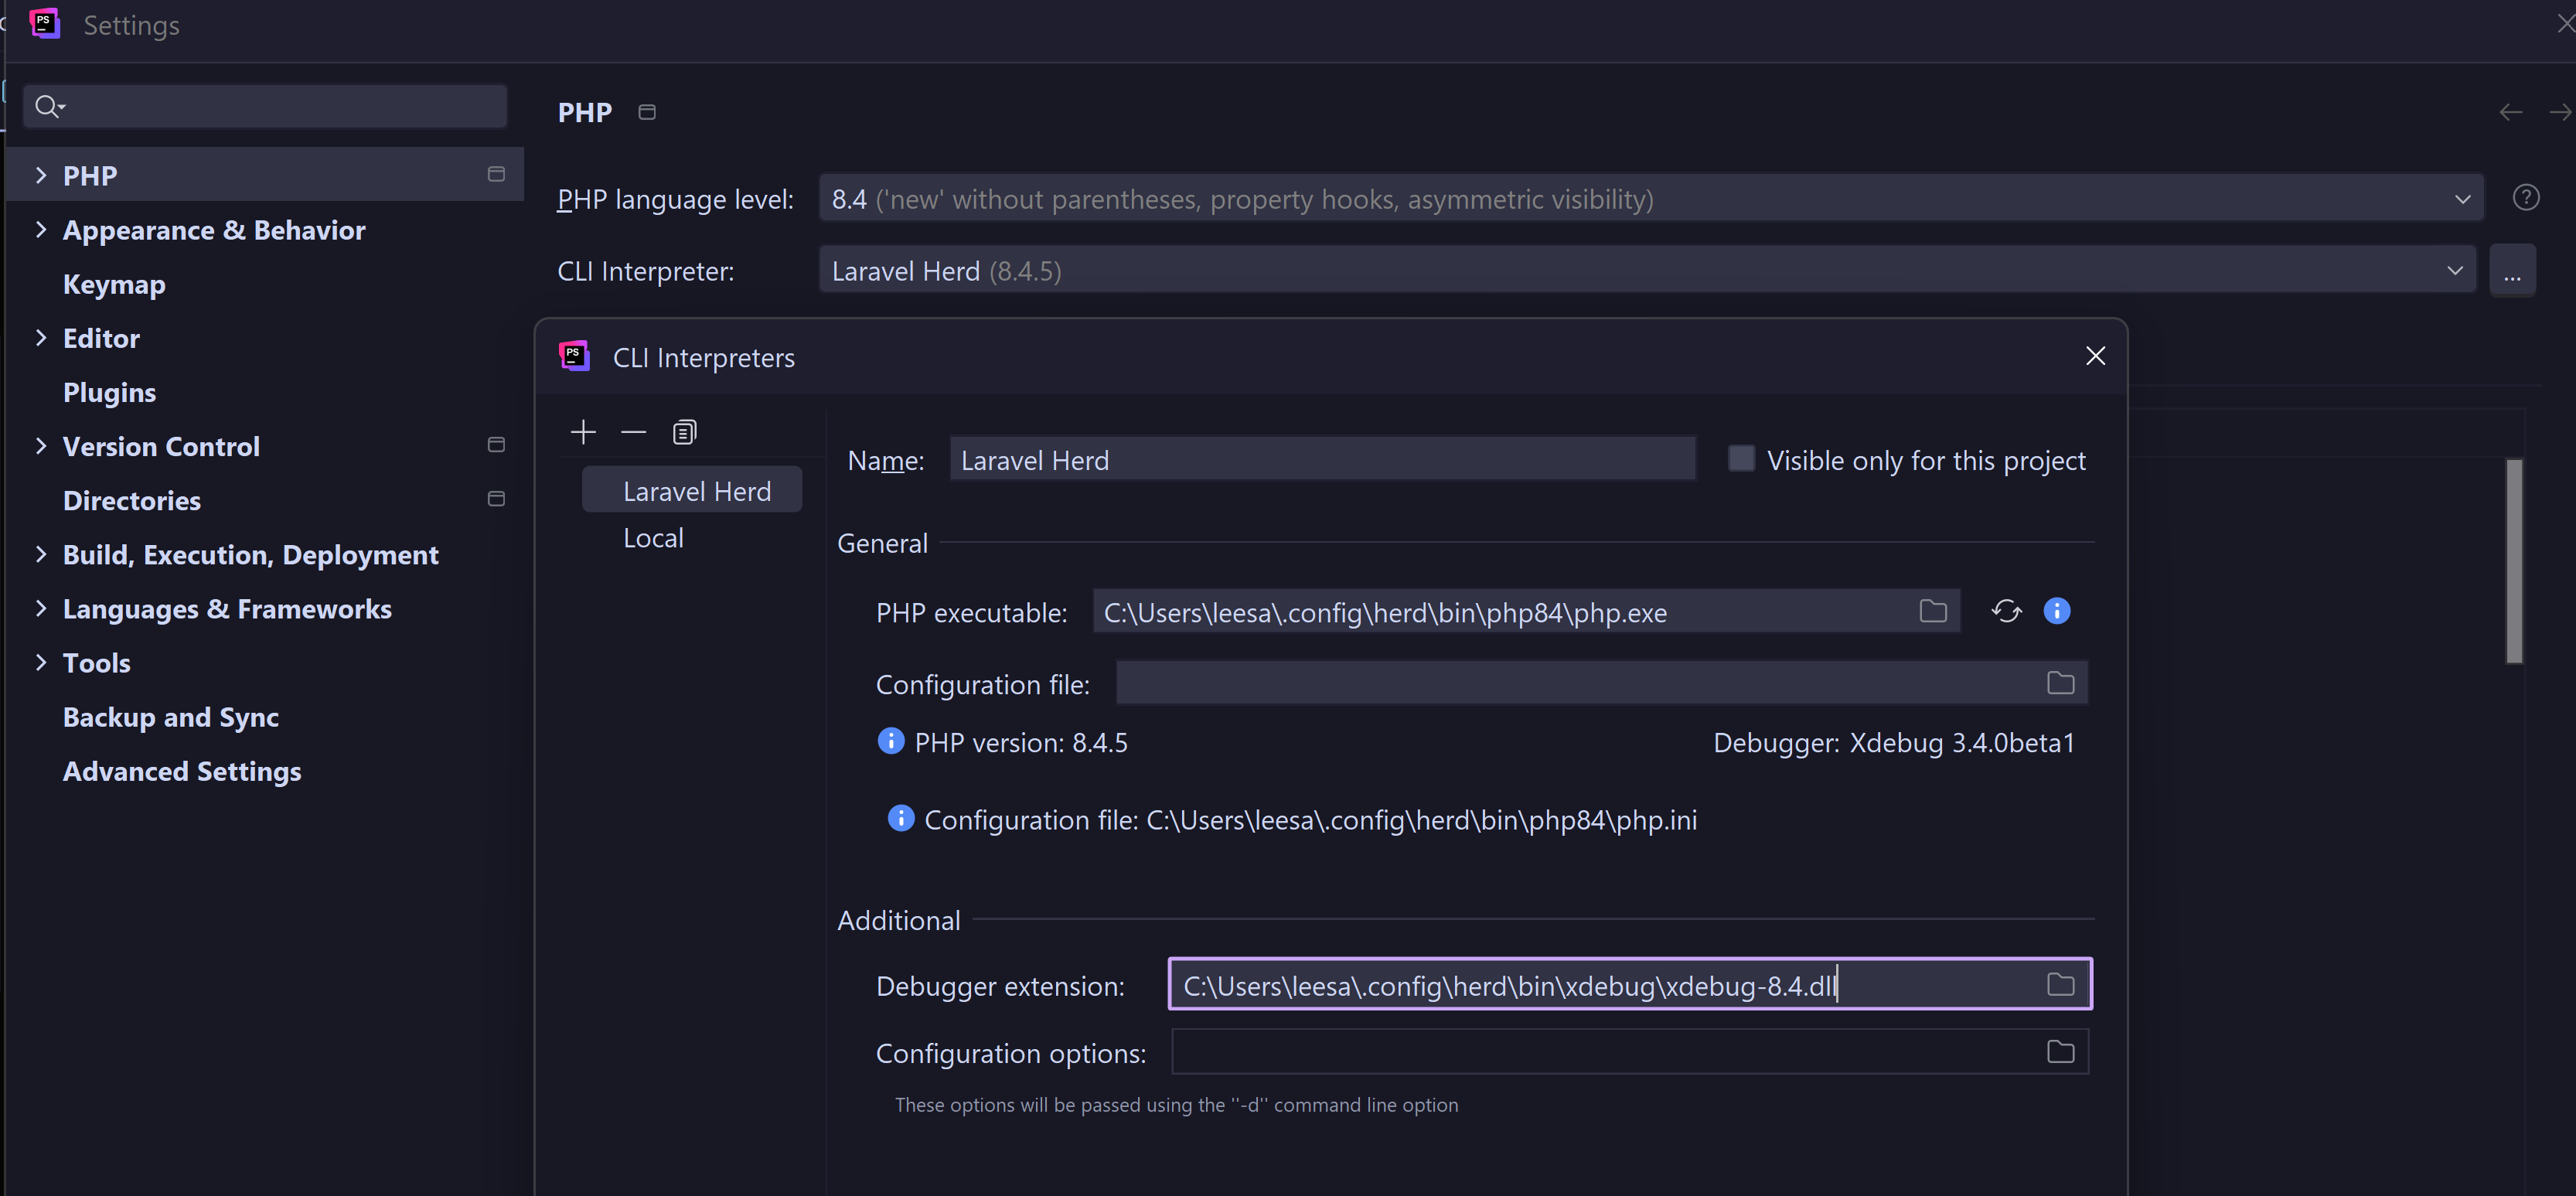 PS Settings
PHP
PHP
PHP language level: 8.4 ('new' without parentheses, property hooks, asymmetric visibility)
Appearance & Behavior
CLI Interpreter: Laravel Herd (8.4.5) ...
Keymap
Editor
PS CLI Interpreters
Plugins
Version Control
Name: Laravel Herd Visible only for this project
Laravel Herd
Directories
Local
General
Build, Execution, Deployment
Languages & Frameworks
PHP executable: C:\Users\leesa\.config\herd\bin\php84\php.exe
Tools
Configuration file:
Backup and Sync
PHP version: 8.4.5 Debugger: Xdebug 3.4.0beta1
Advanced Settings
Configuration file: C:\Users\leesa\.config\herd\bin\php84\php.ini
Additional
Debugger extension: C:\Users\leesa\.config\herd\bin\xdebug\xdebug-8.4.dll
Configuration options:
These options will be passed using the ''-d'' command line option